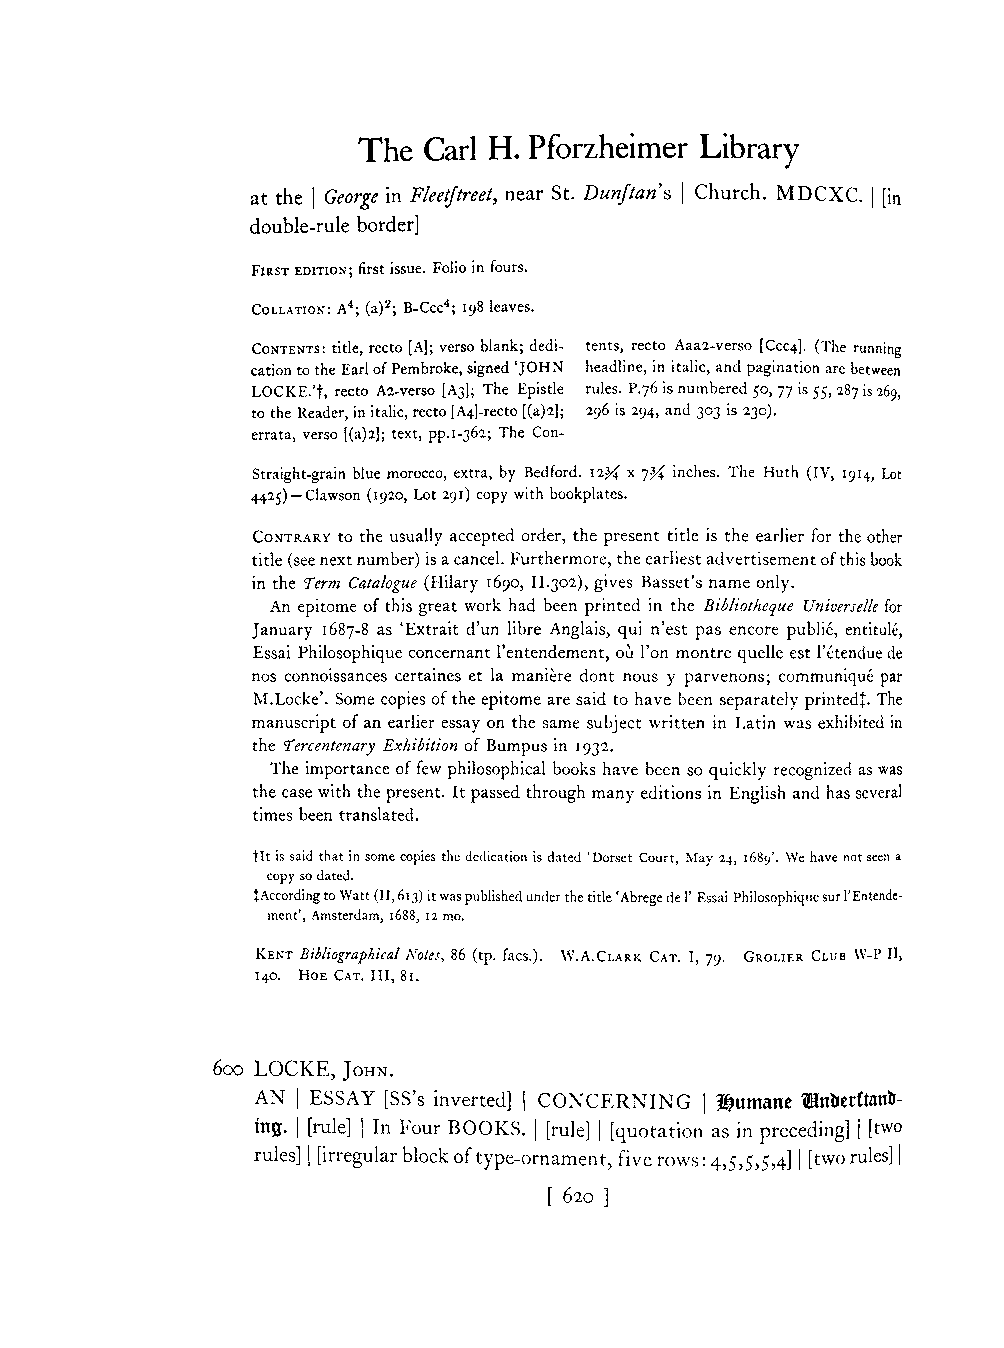 The Carl H. Pforzheimer Library
at the | George in Fleetſtreet, near St. Dunſtan's | Church. MDCXC. | [in
double-rule border]
FIRST EDITION; first issue. Folio in fours.
COLLATION: A⁴; (a)²; B-Ccc⁴; 198 leaves.
CONTENTS: title, recto [A]; verso blank; dedi-
cation to the Earl of Pembroke, signed 'JOHN
LOCKE.'†, recto A2-verso [A3]; The Epistle
to the Reader, in italic, recto [A4]-recto [(a)2];
errata, verso [(a)2]; text, pp.1-362; The Con-
tents, recto Aaa2-verso [Ccc4]. (The running
headline, in italic, and pagination are between
rules. P.76 is numbered 50, 77 is 55, 287 is 269,
296 is 294, and 303 is 230).
Straight-grain blue morocco, extra, by Bedford. 12¾ x 7¾ inches. The Huth (IV, 1914, Lot
4425)—Clawson (1920, Lot 291) copy with bookplates.
CONTRARY to the usually accepted order, the present title is the earlier for the other
title (see next number) is a cancel. Furthermore, the earliest advertisement of this book
in the Term Catalogue (Hilary 1690, II.302), gives Basset's name only.
An epitome of this great work had been printed in the Bibliotheque Universelle for
January 1687-8 as 'Extrait d'un libre Anglais, qui n'est pas encore publié, entitulé,
Essai Philosophique concernant l'entendement, où l'on montre quelle est l'étendue de
nos connoissances certaines et la manière dont nous y parvenons; communiqué par
M.Locke'. Some copies of the epitome are said to have been separately printed‡. The
manuscript of an earlier essay on the same subject written in Latin was exhibited in
the Tercentenary Exhibition of Bumpus in 1932.
The importance of few philosophical books have been so quickly recognized as was
the case with the present. It passed through many editions in English and has several
times been translated.
†It is said that in some copies the dedication is dated 'Dorset Court, May 24, 1689'. We have not seen a
copy so dated.
‡According to Watt (II, 613) it was published under the title 'Abrege de l' Essai Philosophique sur l'Entende-
ment', Amsterdam, 1688, 12 mo.
KENT Bibliographical Notes, 86 (tp. facs.). W.A.CLARK CAT. I, 79. GROLIER CLUB W-P II,
140. HOE CAT. III, 81.
600 LOCKE, JOHN.
AN | ESSAY [SS's inverted] | CONCERNING | Humane Underſtand-
ing. | [rule] | In Four BOOKS. | [rule] | [quotation as in preceding] | [two
rules] | [irregular block of type-ornament, five rows: 4,5,5,5,4] | [two rules] |
[ 620 ]